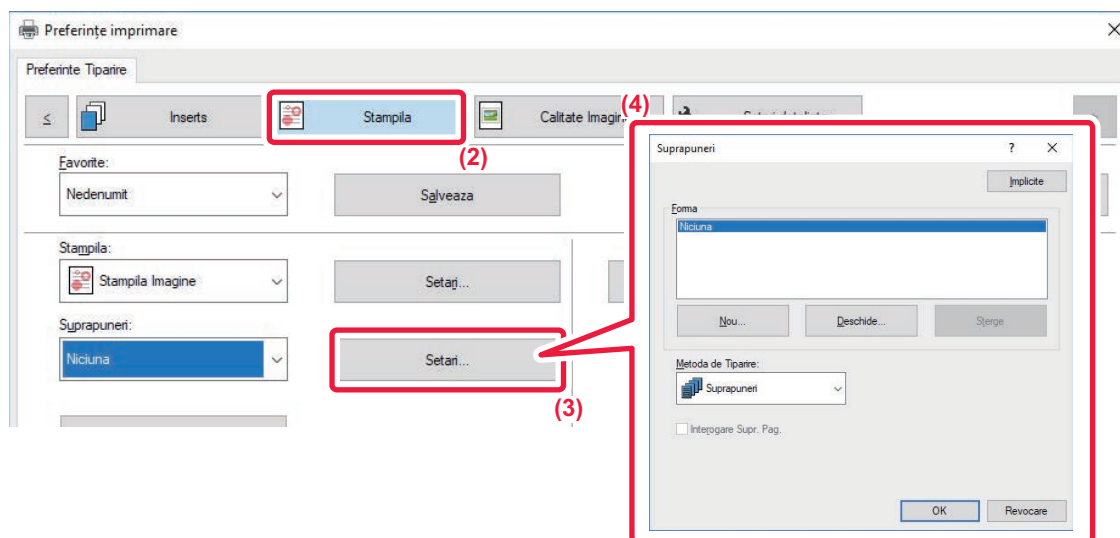 Preferințe imprimare
Preferinte Tiparire
<
Inserts
Stampila
Calitate Imagin
(2)
(4)
Favorite:
Nedenumit
Salveaza
Stampila:
Stampila Imagine
Setari...
Suprapuneri:
Niciuna
Setari...
(3)
Suprapuneri
?
Implicite
Forma
Niciuna
Nou...
Deschide...
Sterge
Metoda de Tiparire:
Suprapuneri
Interogare Supr. Pag.
OK
Revocare